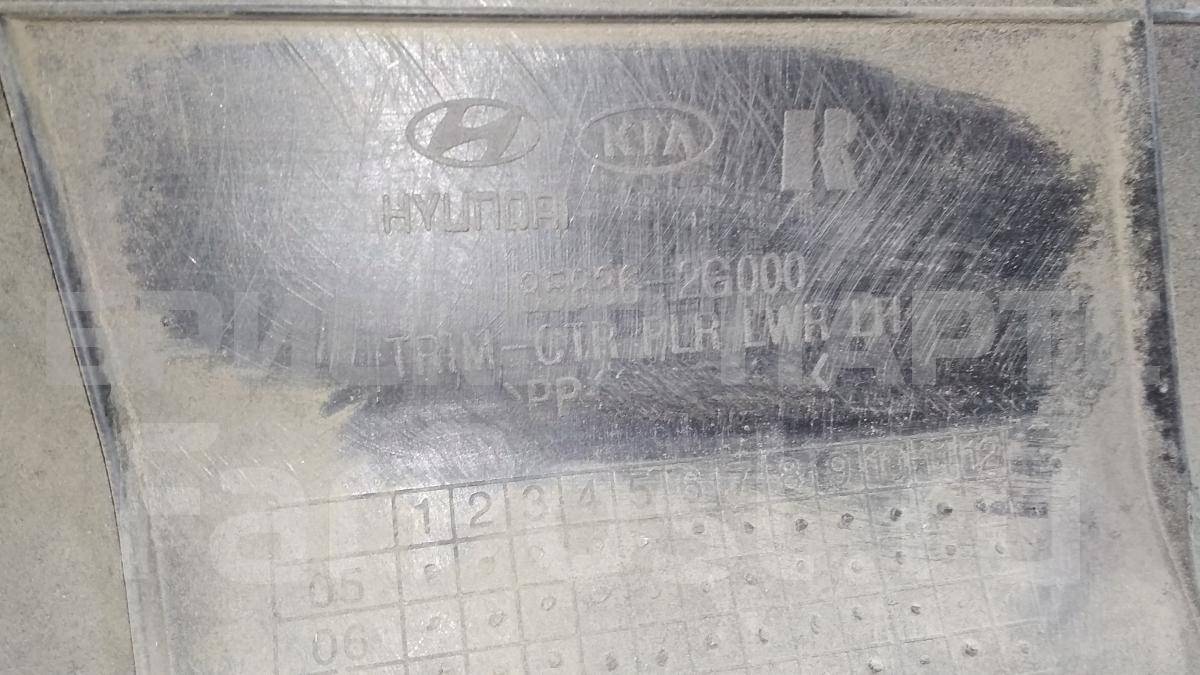 KIA R
HYUNDAI
85836-2G000
TRIM-CTR PLR LWR
>PP<
1 2 3 4 5 6 7 8 9 10 11 12
05
06